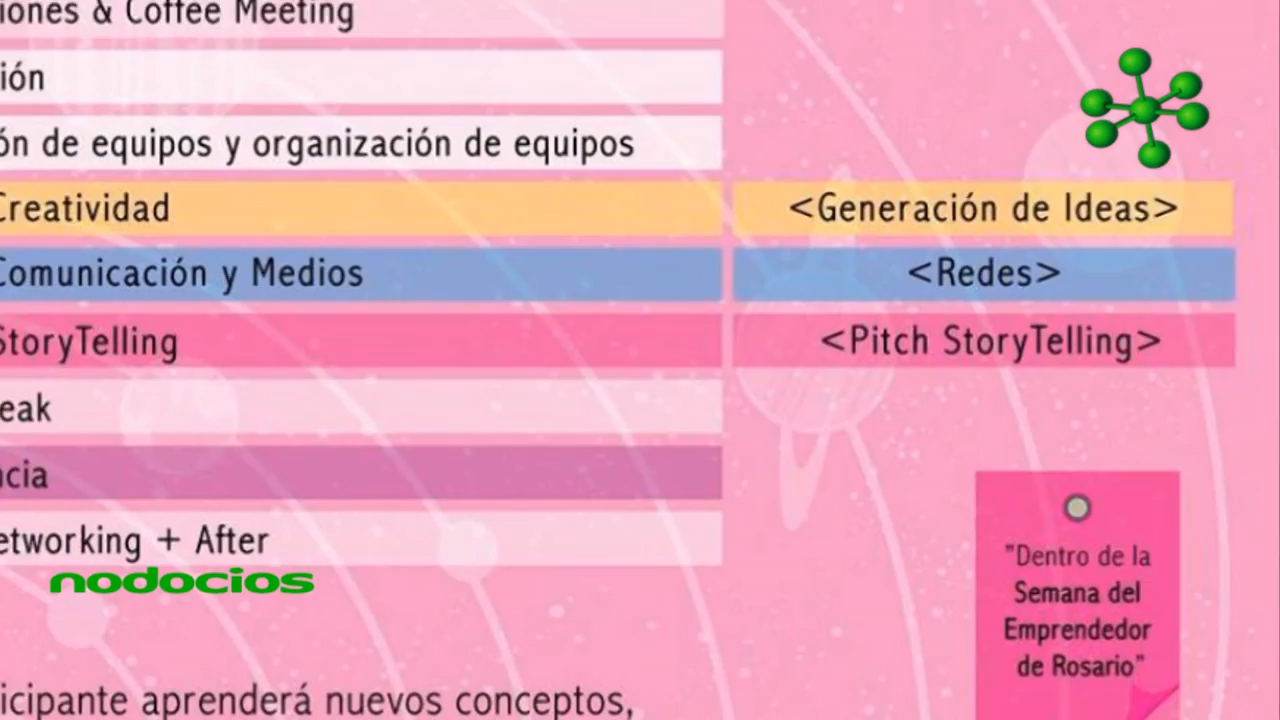 iones & Coffee Meeting
ión
ón de equipos y organización de equipos
Creatividad <Generación de Ideas>
Comunicación y Medios <Redes>
StoryTelling <Pitch StoryTelling>
eak
ncia
etworking + After
nodocios
"Dentro de la
Semana del
Emprendedor
de Rosario"
icipante aprenderá nuevos conceptos,